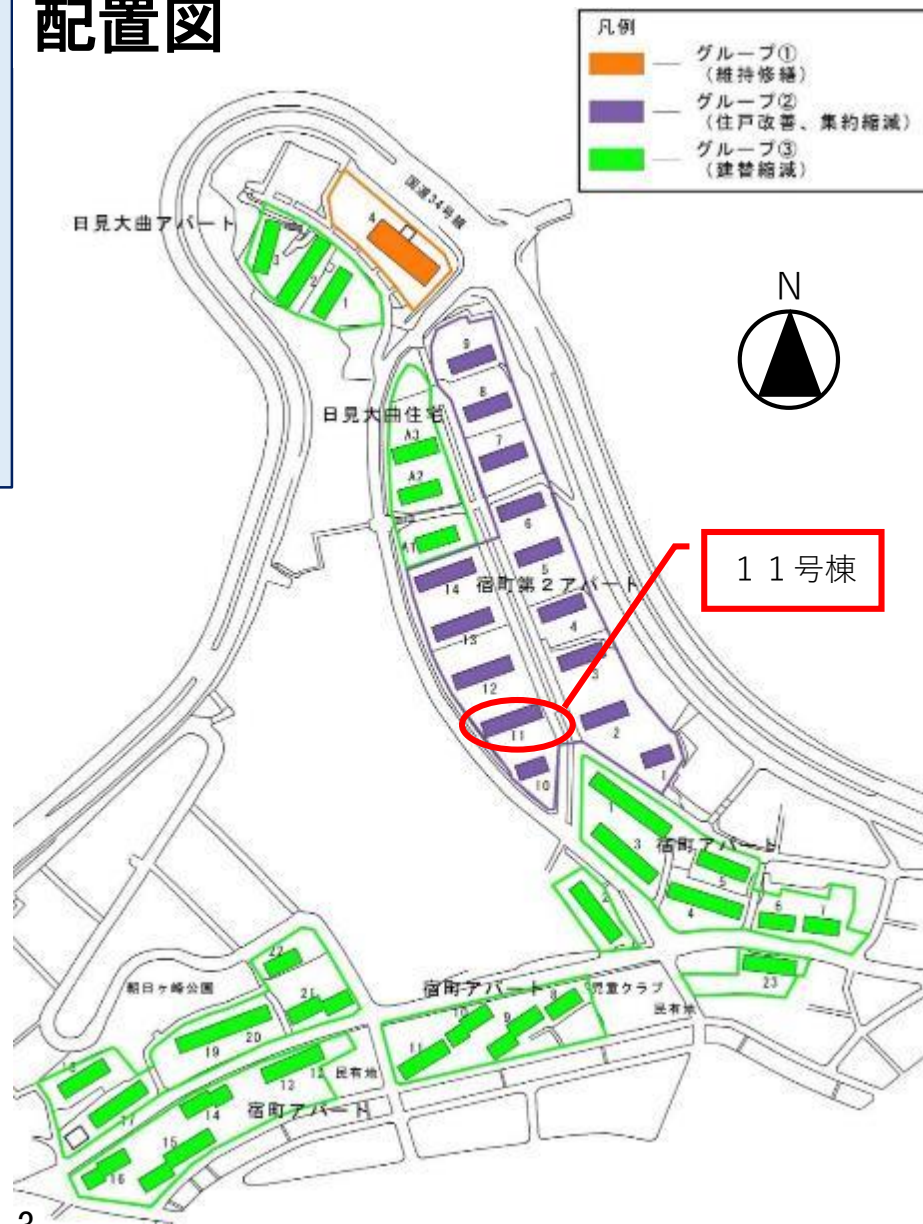 配置図
凡例
グループ①
（維持修繕）
グループ②
（住戸改善、集約縮減）
グループ③
（建替縮減）
国道34号線
日見大曲アパート
A
3
2
1
N
9
8
日見大曲住宅
A3
7
A2
6
A1
5
１１号棟
14
宿町第２アパート
4
13
3
12
11
2
10
1
1
3
宿町アパート
5
4
6
7
2
23
22
朝日ヶ崎公園
21
宿町アパート
児童クラブ
民有地
10
9
8
11
19
20
18
13
12
民有地
17
14
宿町アパート
15
16
2